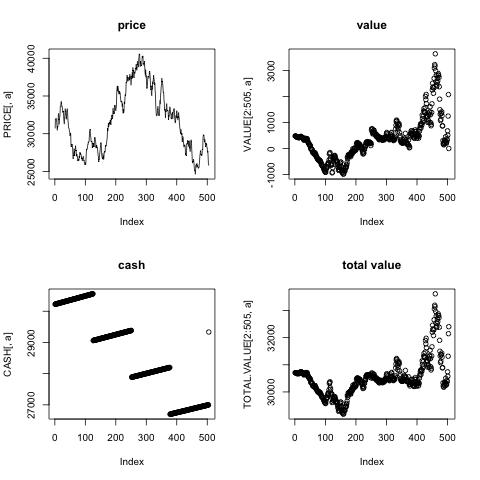 price
PRICE[, a]
25000 30000 35000 40000
0 100 200 300 400 500
Index
value
VALUE[2:505, a]
-1000 0 1000 3000
0 100 200 300 400 500
Index
cash
CASH[, a]
27000 29000
0 100 200 300 400 500
Index
total value
TOTAL.VALUE[2:505, a]
30000 32000
0 100 200 300 400 500
Index